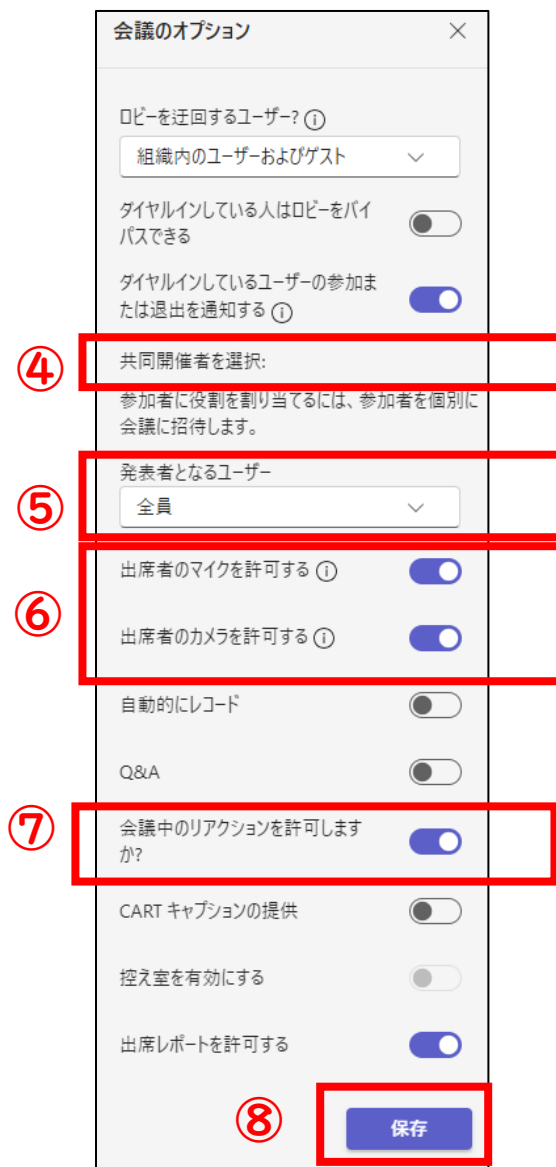 会議のオプション
ロビーを迂回するユーザー?
組織内のユーザーおよびゲスト
ダイヤルインしている人はロビーをバイ
パスできる
ダイヤルインしているユーザーの参加ま
たは退出を通知する
④
共同開催者を選択:
参加者に役割を割り当てるには、参加者を個別に
会議に招待します。
⑤
発表者となるユーザー
全員
⑥
出席者のマイクを許可する
出席者のカメラを許可する
自動的にレコード
Q&A
⑦
会議中のリアクションを許可します
か?
CART キャプションの提供
控え室を有効にする
出席レポートを許可する
⑧
保存